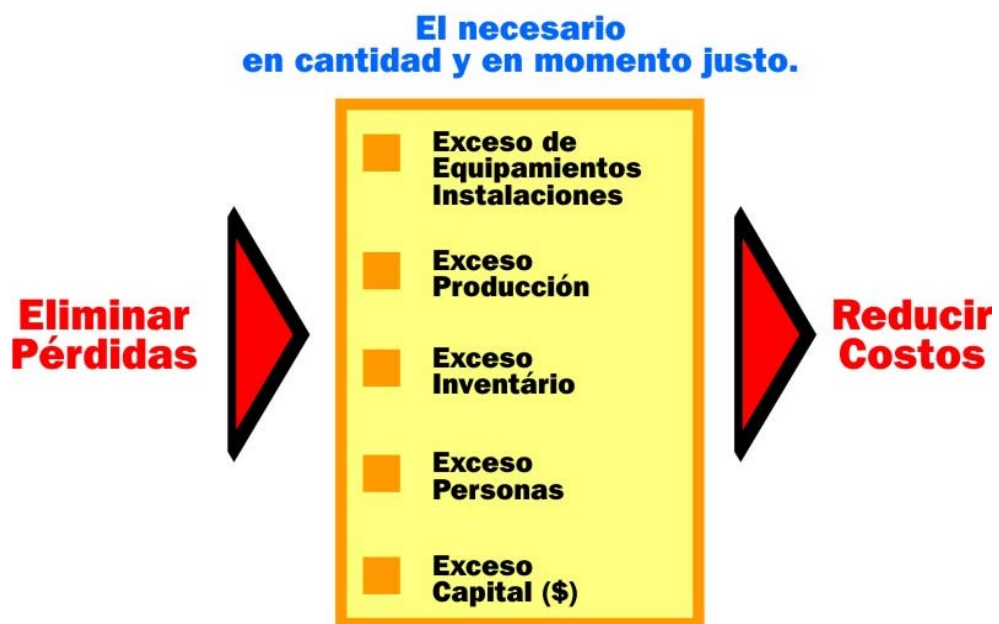 El necesario
en cantidad y en momento justo.
Eliminar
Pérdidas
Exceso de
Equipamientos
Instalaciones
Exceso
Producción
Exceso
Inventário
Exceso
Personas
Exceso
Capital ($)
Reducir
Costos